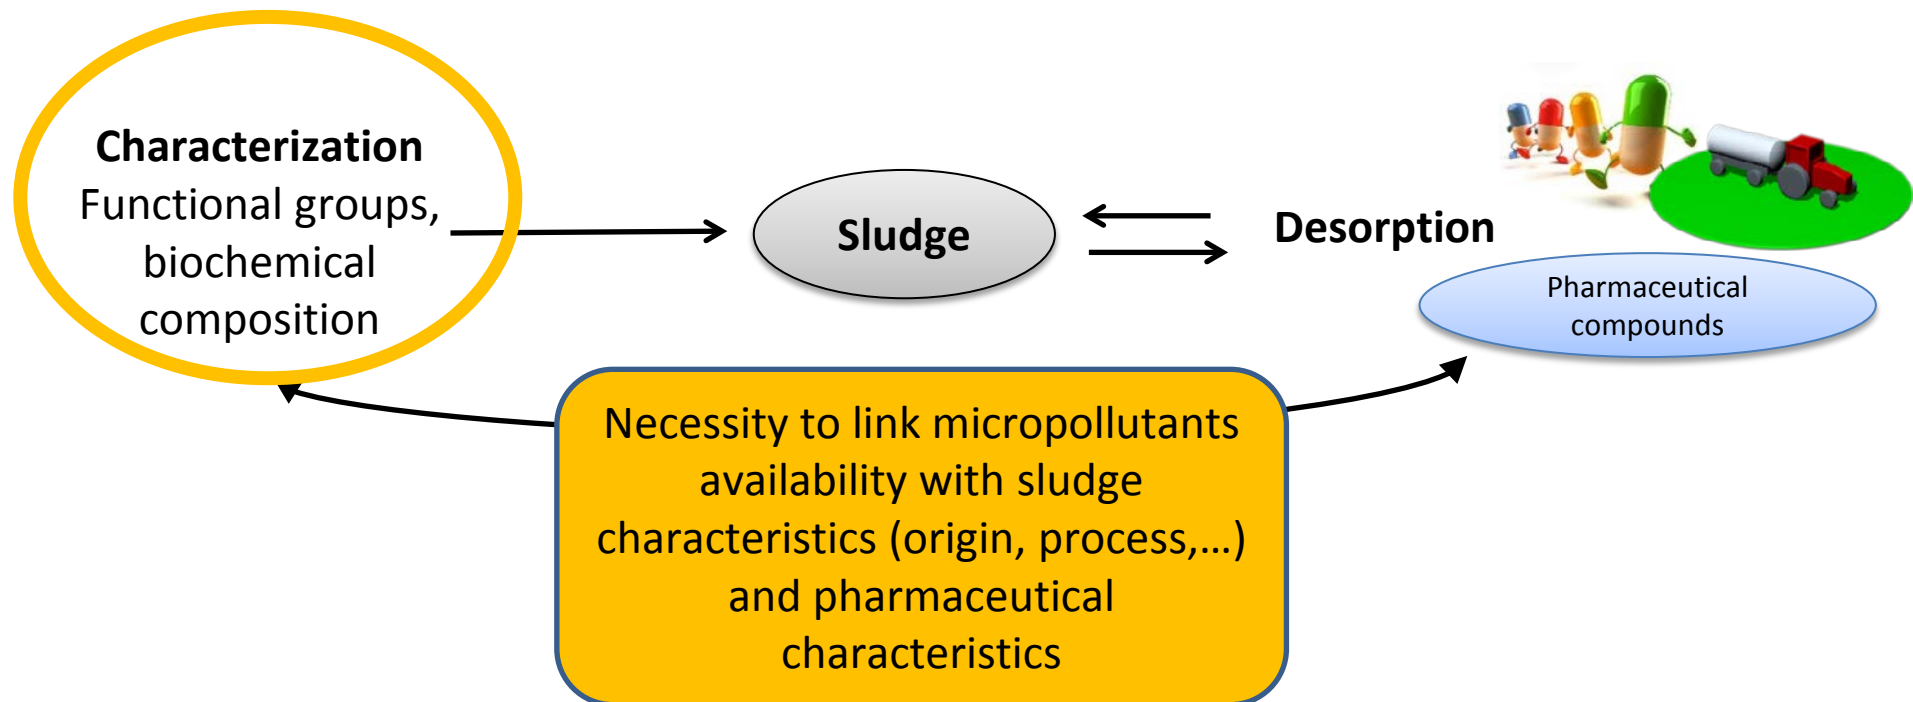 Characterization
Functional groups,
biochemical
composition
Sludge
Desorption
Pharmaceutical
compounds
Necessity to link micropollutants
availability with sludge
characteristics (origin, process,…)
and pharmaceutical
characteristics